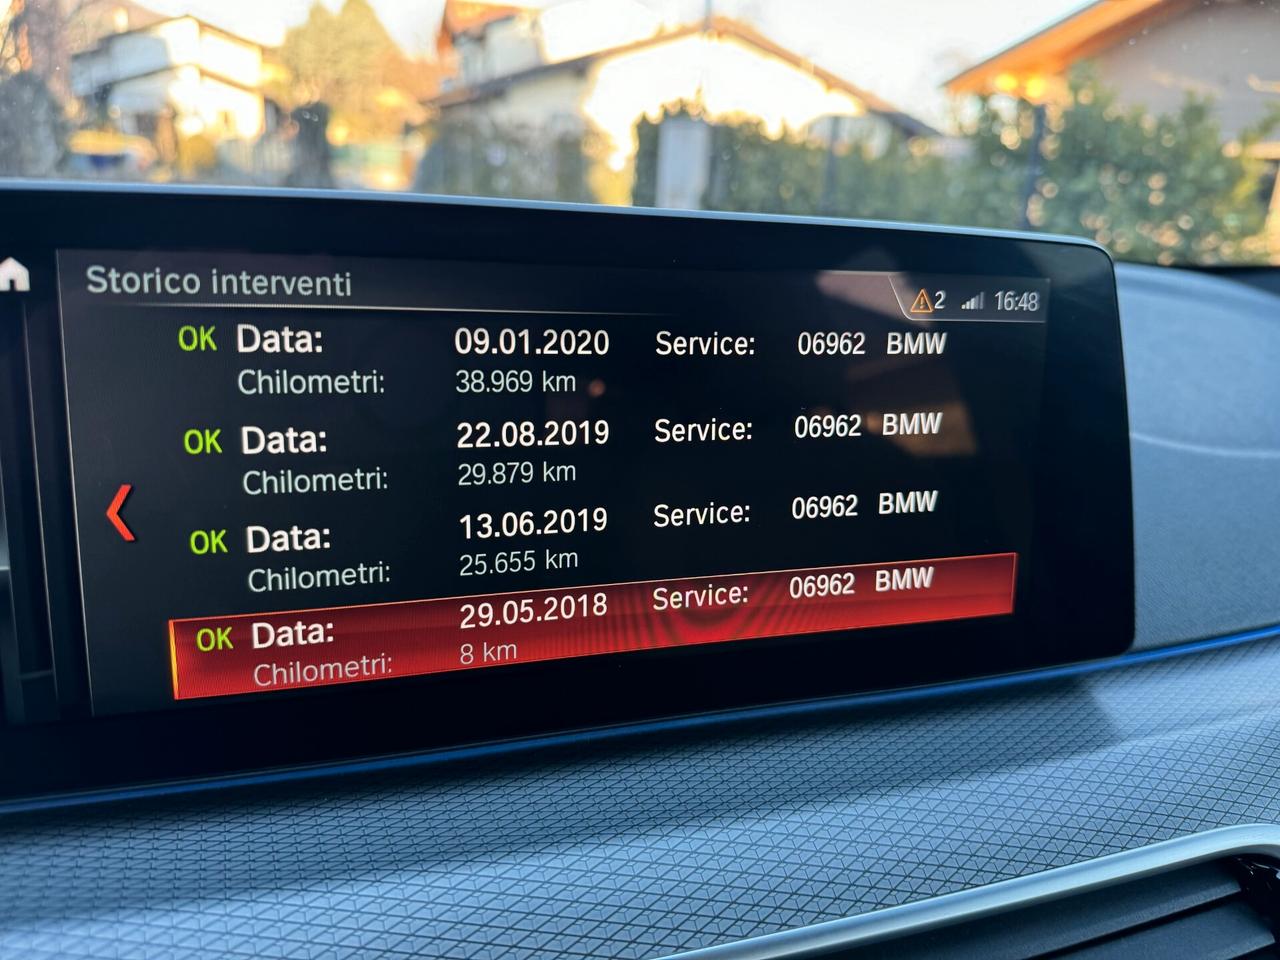 Storico interventi
2 16:48
OK Data: 09.01.2020 Service: 06962 BMW
Chilometri: 38.969 km
OK Data: 22.08.2019 Service: 06962 BMW
Chilometri: 29.879 km
OK Data: 13.06.2019 Service: 06962 BMW
Chilometri: 25.655 km
OK Data: 29.05.2018 Service: 06962 BMW
Chilometri: 8 km